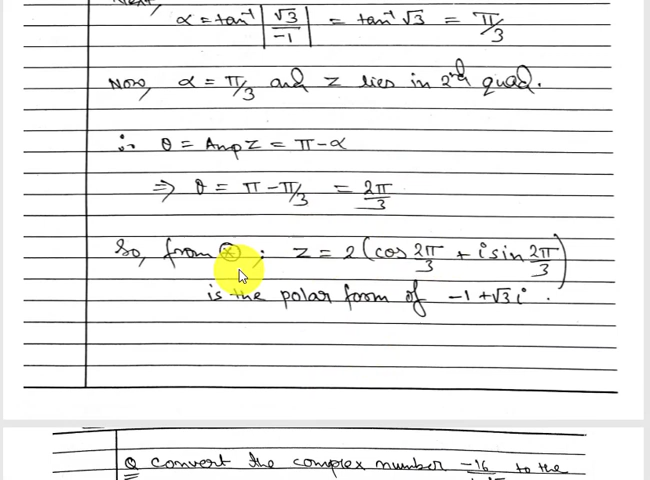 α = tan⁻¹ |√3/-1| = tan⁻¹ √3 = π/3
Now, α = π/3 and z lies in 2nd quad.
∴ θ = Amp z = π - α
⇒ θ = π - π/3 = 2π/3
So, from ⊛ ; z = 2 (cos 2π/3 + i sin 2π/3)
is the polar form of -1 + √3 i .
Q convert the complex number -16 to the